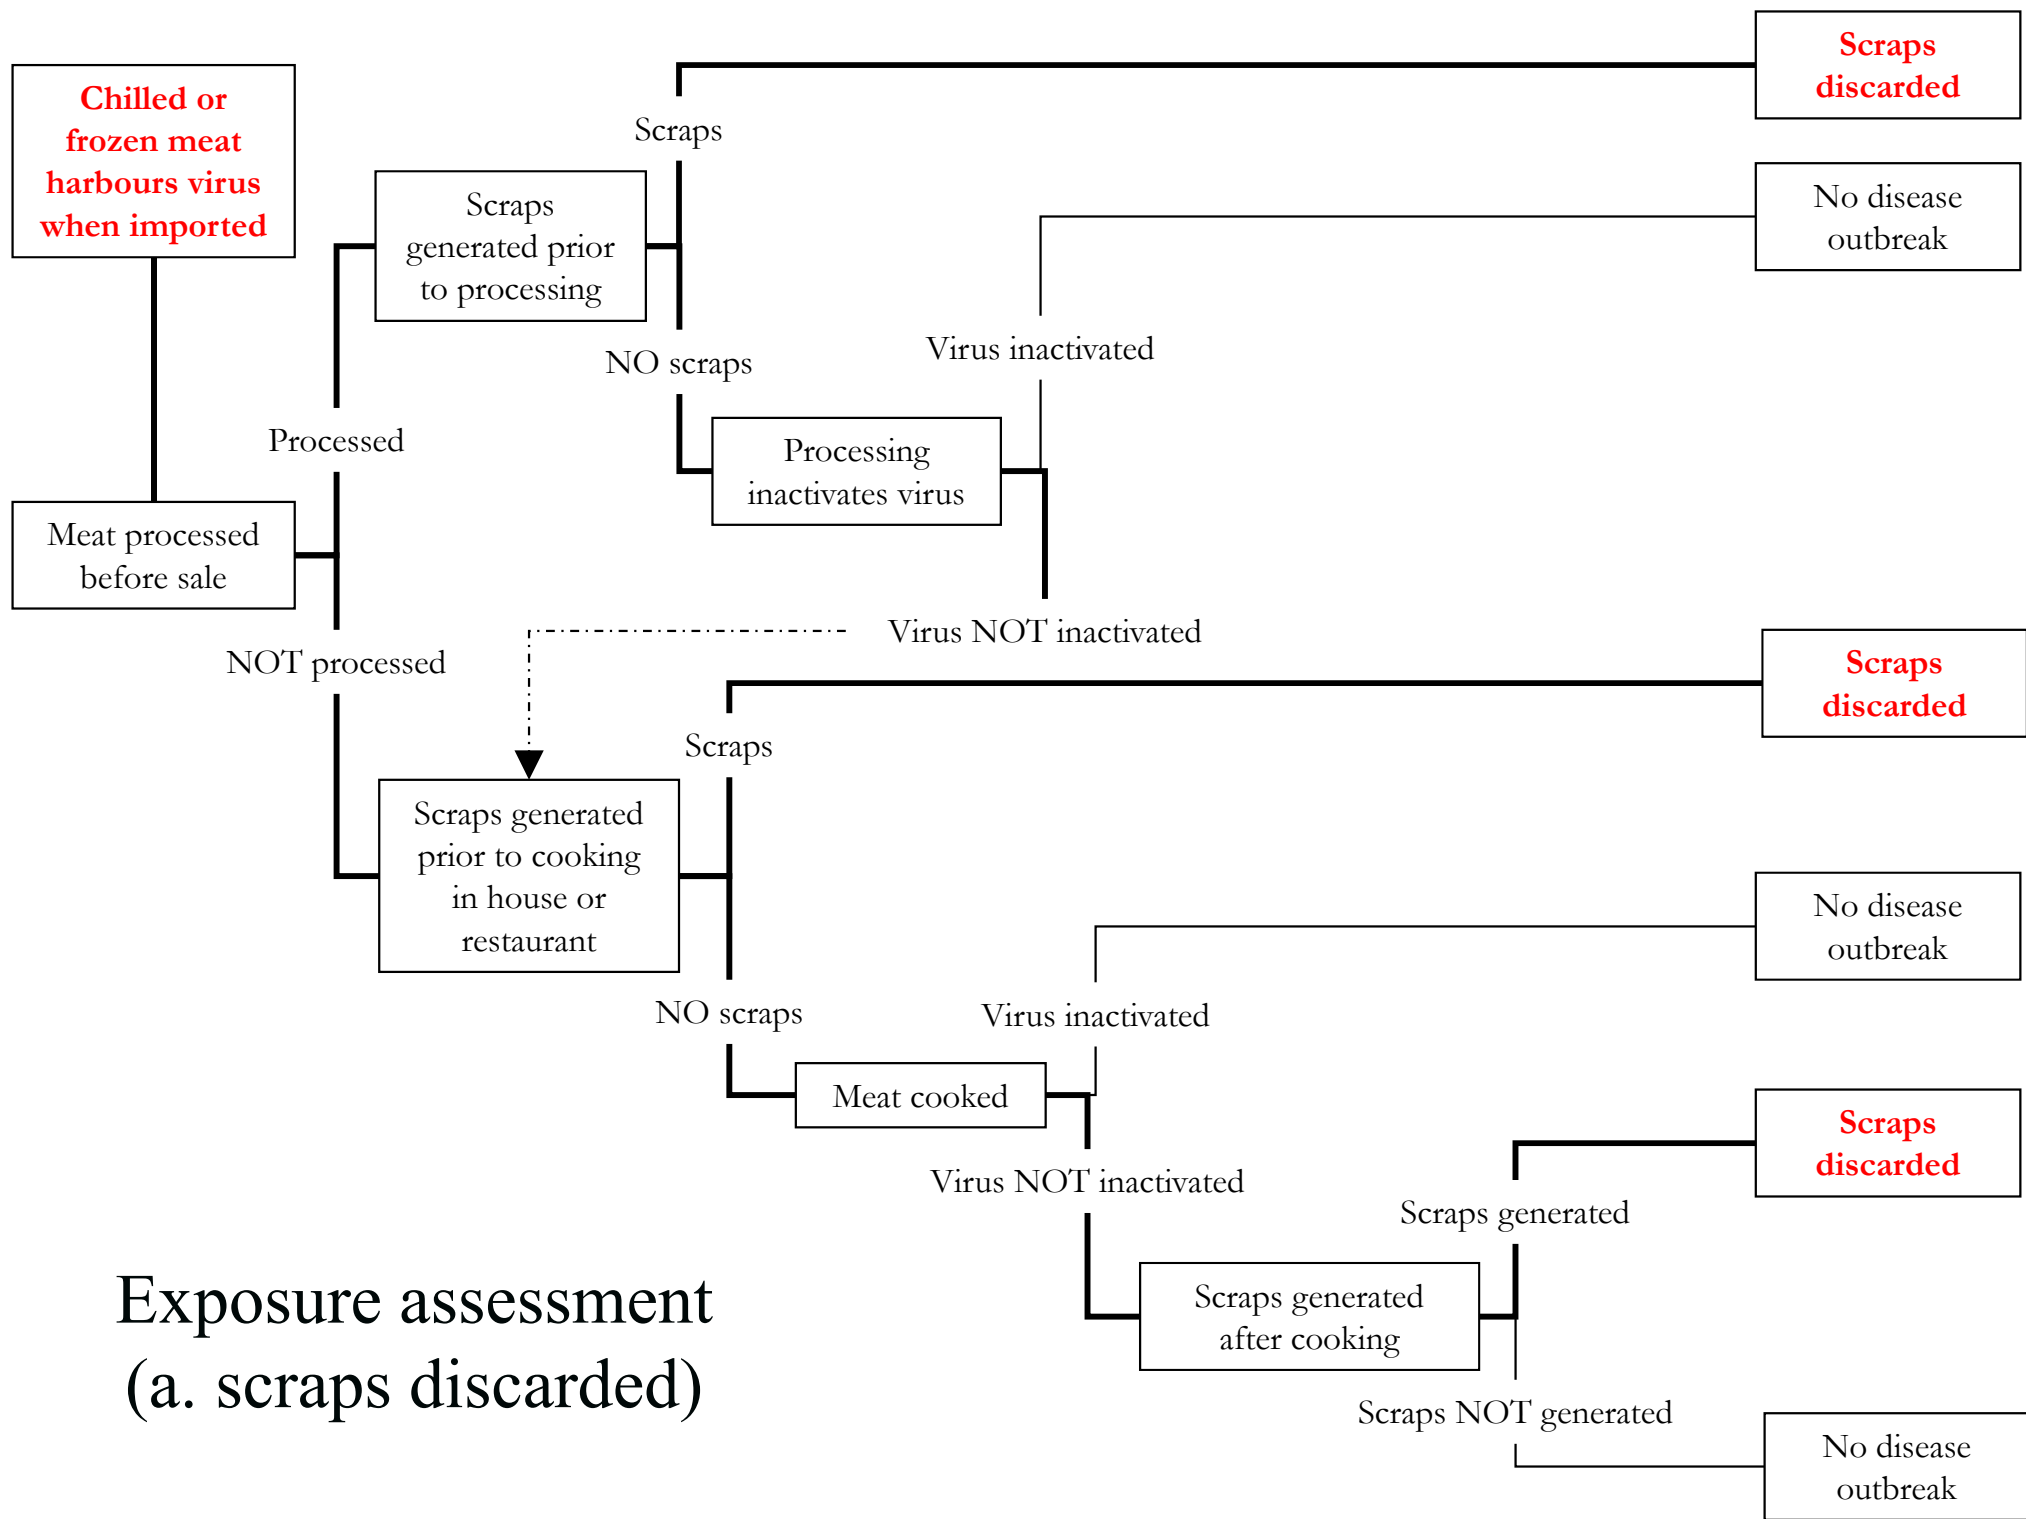 Scraps
discarded
Chilled or
frozen meat
harbours virus
when imported
Scraps
No disease
outbreak
Scraps
generated prior
to processing
NO scraps
Virus inactivated
Processed
Processing
inactivates virus
Meat processed
before sale
Virus NOT inactivated
NOT processed
Scraps
discarded
Scraps
Scraps generated
prior to cooking
in house or
restaurant
No disease
outbreak
NO scraps
Virus inactivated
Meat cooked
Scraps
discarded
Virus NOT inactivated
Scraps generated
Scraps generated
after cooking
Exposure assessment
(a. scraps discarded)
Scraps NOT generated
No disease
outbreak